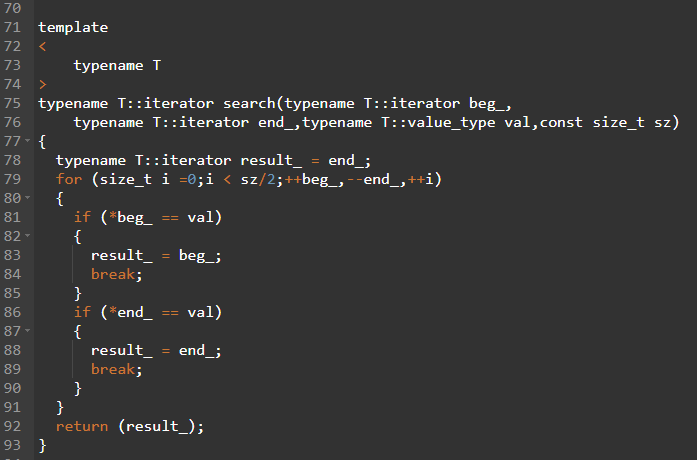 70
71 template
72 <
73     typename T
74 >
75 typename T::iterator search(typename T::iterator beg_,
76     typename T::iterator end_,typename T::value_type val,const size_t sz)
77 {
78   typename T::iterator result_ = end_;
79   for (size_t i =0;i < sz/2;++beg_,--end_,++i)
80   {
81     if (*beg_ == val)
82     {
83       result_ = beg_;
84       break;
85     }
86     if (*end_ == val)
87     {
88       result_ = end_;
89       break;
90     }
91   }
92   return (result_);
93 }